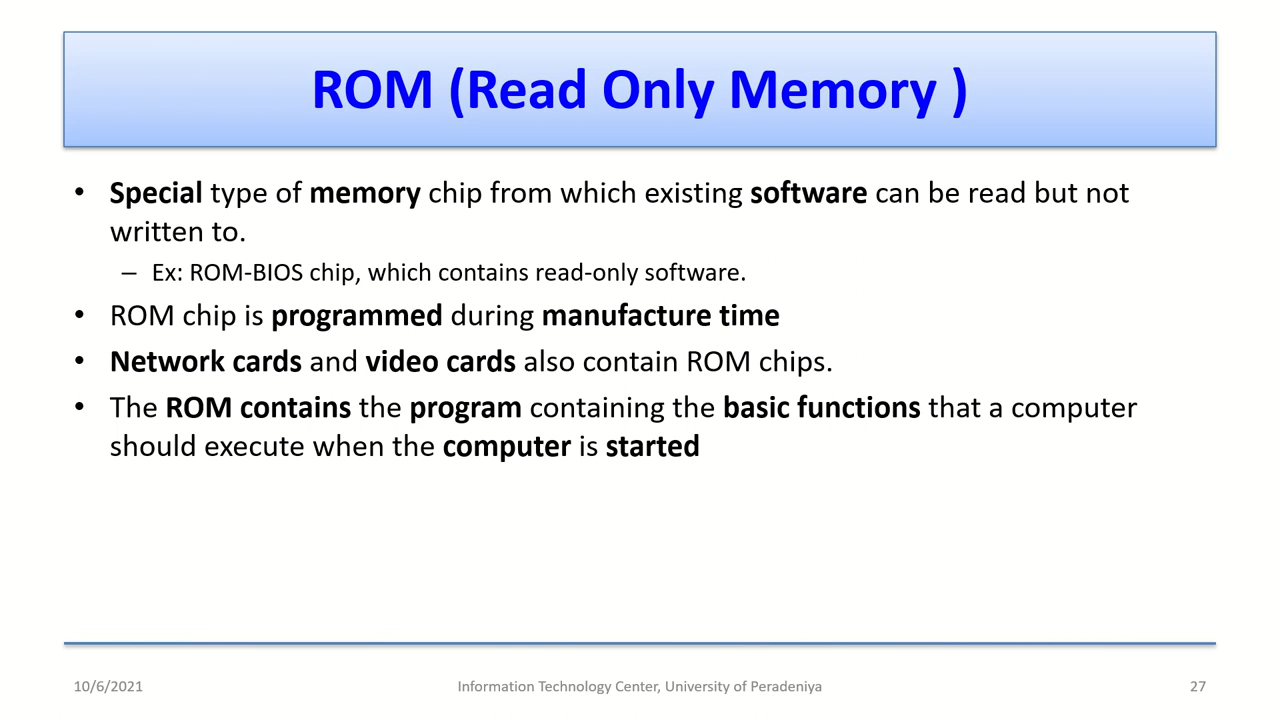 ROM (Read Only Memory )
• Special type of memory chip from which existing software can be read but not
written to.
– Ex: ROM-BIOS chip, which contains read-only software.
• ROM chip is programmed during manufacture time
• Network cards and video cards also contain ROM chips.
• The ROM contains the program containing the basic functions that a computer
should execute when the computer is started
10/6/2021
Information Technology Center, University of Peradeniya
27